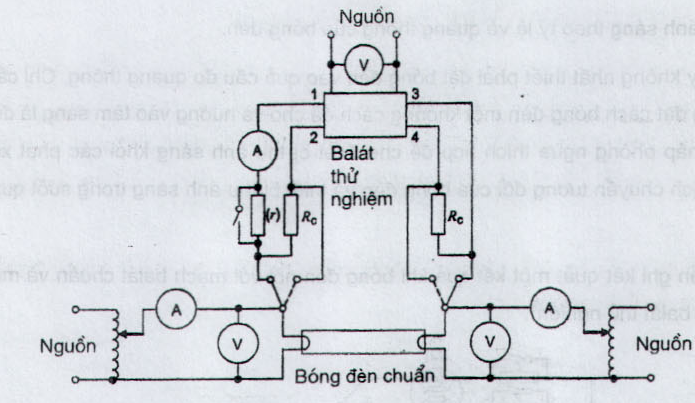 Nguồn
V
1 3
2 4
A
Balát
thử
nghiệm
(r)
Rc
Rc
A
A
Nguồn
V
V
Nguồn
Bóng đèn chuẩn